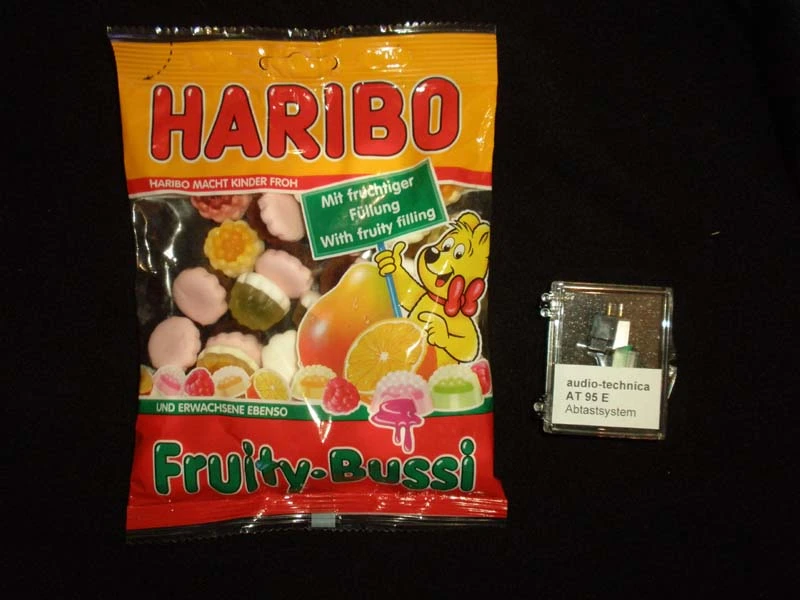 HARIBO
HARIBO MACHT KINDER FROH
Mit fruchtiger
Füllung
With fruity filling
UND ERWACHSENE EBENSO
Fruity-Bussi
audio-technica
AT 95 E
Abtastsystem